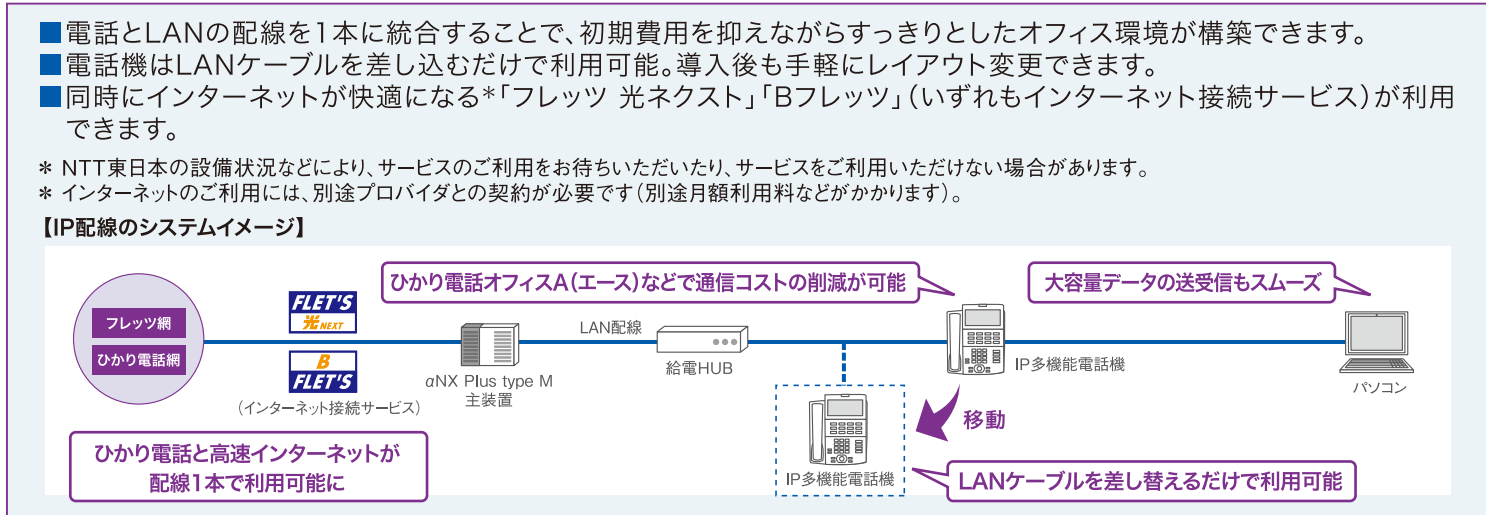 ■電話とLANの配線を1本に統合することで、初期費用を抑えながらすっきりとしたオフィス環境が構築できます。
■電話機はLANケーブルを差し込むだけで利用可能。導入後も手軽にレイアウト変更できます。
■同時にインターネットが快適になる*「フレッツ 光ネクスト」「Bフレッツ」(いずれもインターネット接続サービス)が利用
できます。
* NTT東日本の設備状況などにより、サービスのご利用をお待ちいただいたり、サービスをご利用いただけない場合があります。
* インターネットのご利用には、別途プロバイダとの契約が必要です(別途月額利用料などがかかります)。
【IP配線のシステムイメージ】
ひかり電話オフィスA(エース)などで通信コストの削減が可能
大容量データの送受信もスムーズ
フレッツ網
ひかり電話網
FLET'S
光NEXT
B
FLET'S
(インターネット接続サービス)
αNX Plus type M
主装置
LAN配線
給電HUB
IP多機能電話機
パソコン
移動
IP多機能電話機
ひかり電話と高速インターネットが
配線1本で利用可能に
LANケーブルを差し替えるだけで利用可能